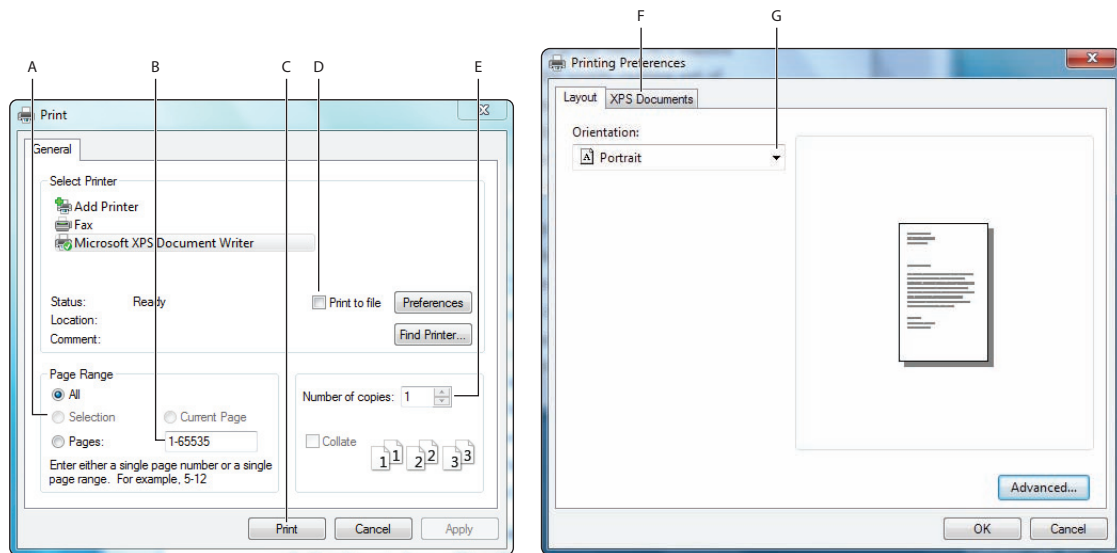 F G
A B C D E
Print
General
Select Printer
Add Printer
Fax
Microsoft XPS Document Writer
Status: Ready
Location:
Comment:
Print to file
Preferences
Find Printer...
Page Range
All
Selection Current Page
Pages: 1-65535
Enter either a single page number or a single
page range. For example, 5-12
Number of copies: 1
Collate
1 1 2 2 3 3
Print Cancel Apply
Printing Preferences
Layout XPS Documents
Orientation:
A Portrait
Advanced...
OK Cancel